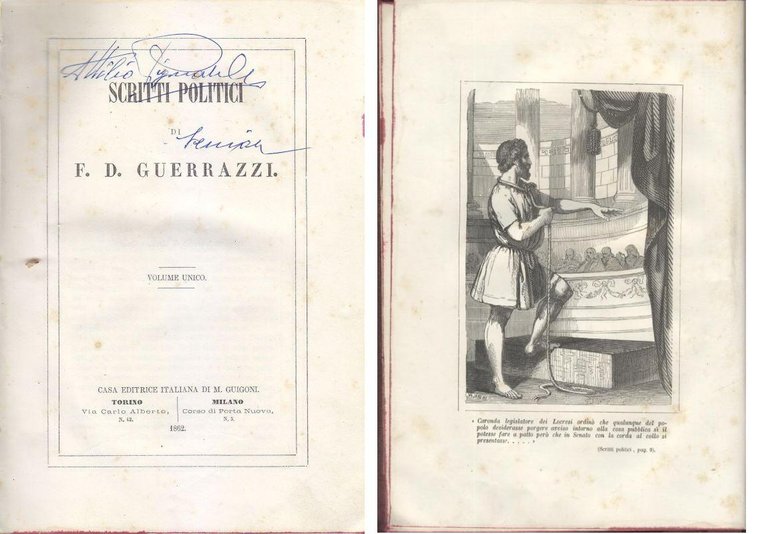 Attilio
SCRITTI POLITICI
DI
F. D. GUERRAZZI.
VOLUME UNICO.
CASA EDITRICE ITALIANA DI M. GUIGONI.
TORINO
Via Carlo Alberto,
N. 42.
MILANO
Corso di Porta Nuova,
N. 5.
1862.
« Caronda legislatore dei Locresi ordinò che qualunque del po-
polo desiderasse porgere avviso intorno alla cosa pubblica si il
potesse fare a patto però che in Senato con la corda al collo si
presentasse. . . . . »
(Scritti politici, pag. 9).